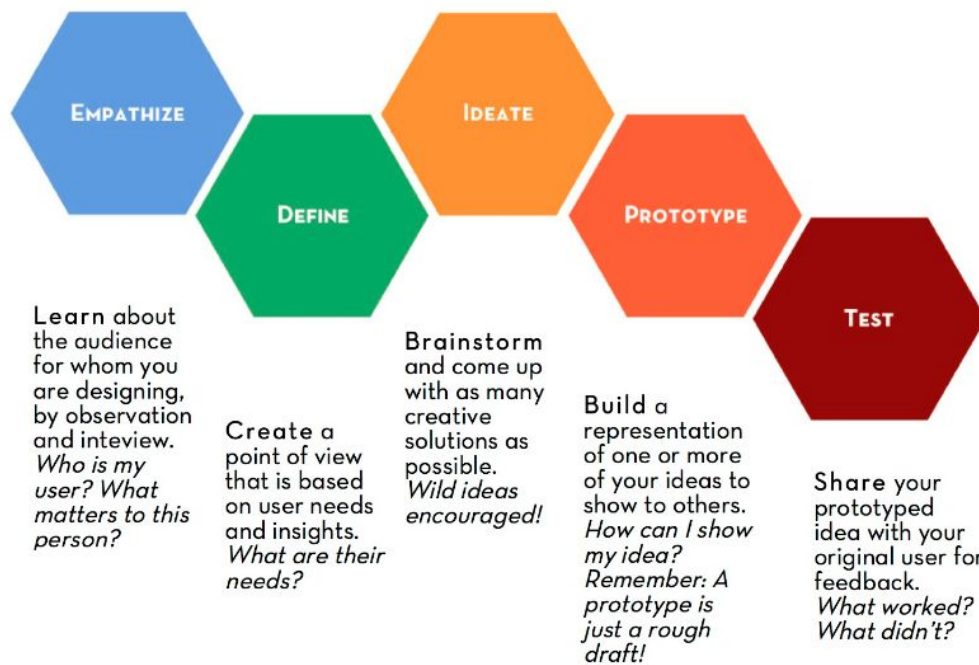 EMPATHIZE
DEFINE
IDEATE
PROTOTYPE
TEST
Learn about
the audience
for whom you
are designing,
by observation
and inteview.
Who is my
user? What
matters to this
person?
Create a
point of view
that is based
on user needs
and insights.
What are their
needs?
Brainstorm
and come up
with as many
creative
solutions as
possible.
Wild ideas
encouraged!
Build a
representation
of one or more
of your ideas to
show to others.
How can I show
my idea?
Remember: A
prototype is
just a rough
draft!
Share your
prototyped
idea with your
original user for
feedback.
What worked?
What didn't?